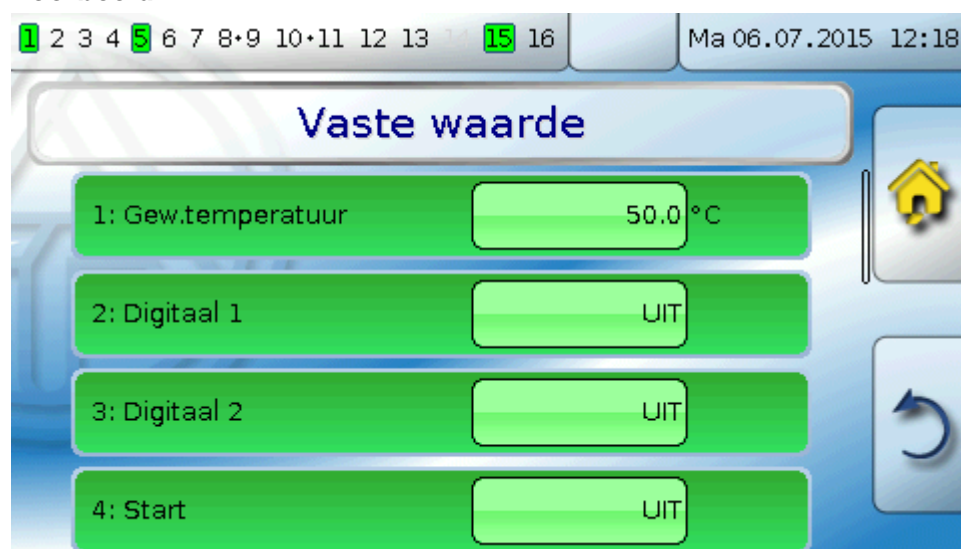 1 2 3 4 5 6 7 8•9 10•11 12 13 14 15 16 Ma 06.07.2015 12:18
Vaste waarde
1: Gew.temperatuur 50.0 °C
2: Digitaal 1 UIT
3: Digitaal 2 UIT
4: Start UIT